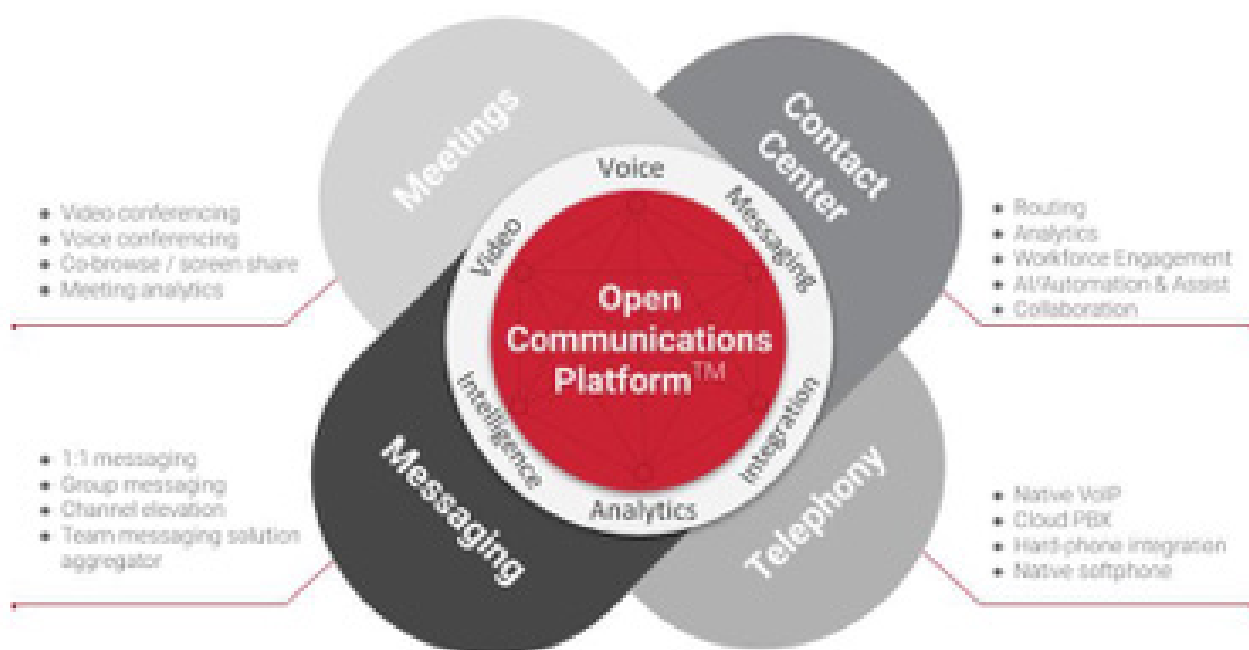 Meetings
Contact
Center
Voice
Messaging
Video
Open
Communications
Platform™
Intelligence
Integration
Analytics
Messaging
Telephony
• Video conferencing
• Voice conferencing
• Co-browse / screen share
• Meeting analytics
• Routing
• Analytics
• Workforce Engagement
• AI/Automation & Assist
• Collaboration
• 1:1 messaging
• Group messaging
• Channel elevation
• Team messaging solution
aggregator
• Native VoIP
• Cloud PBX
• Hard-phone integration
• Native softphone